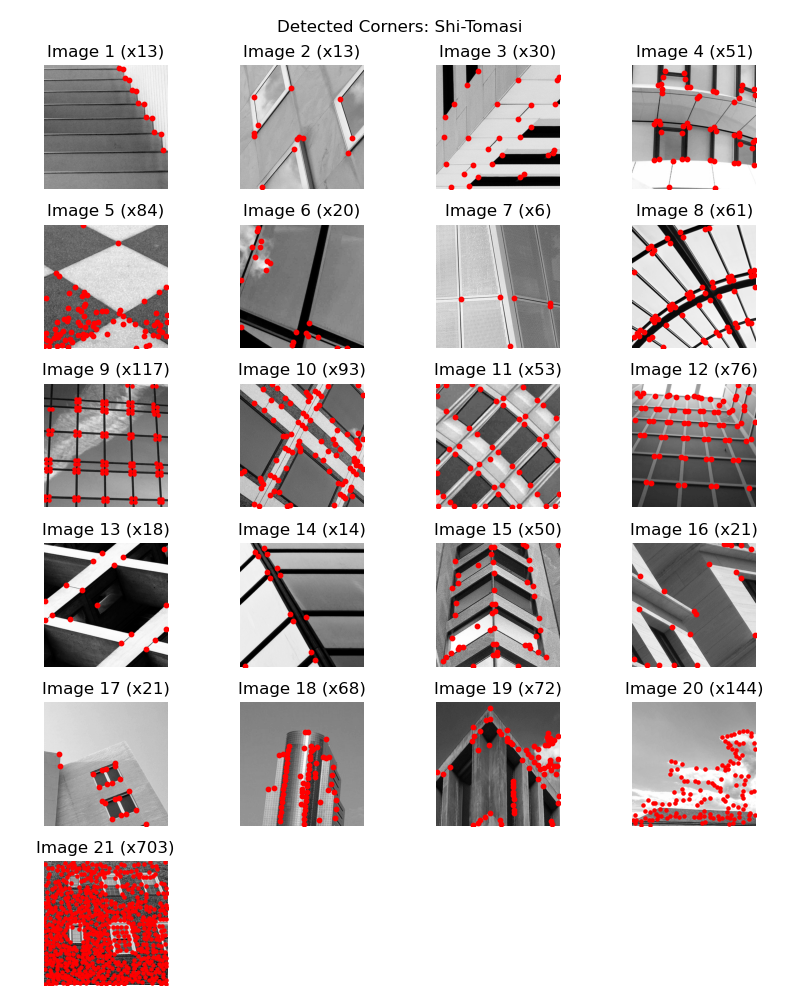 Detected Corners: Shi-Tomasi
Image 1 (x13)
Image 2 (x13)
Image 3 (x30)
Image 4 (x51)
Image 5 (x84)
Image 6 (x20)
Image 7 (x6)
Image 8 (x61)
Image 9 (x117)
Image 10 (x93)
Image 11 (x53)
Image 12 (x76)
Image 13 (x18)
Image 14 (x14)
Image 15 (x50)
Image 16 (x21)
Image 17 (x21)
Image 18 (x68)
Image 19 (x72)
Image 20 (x144)
Image 21 (x703)